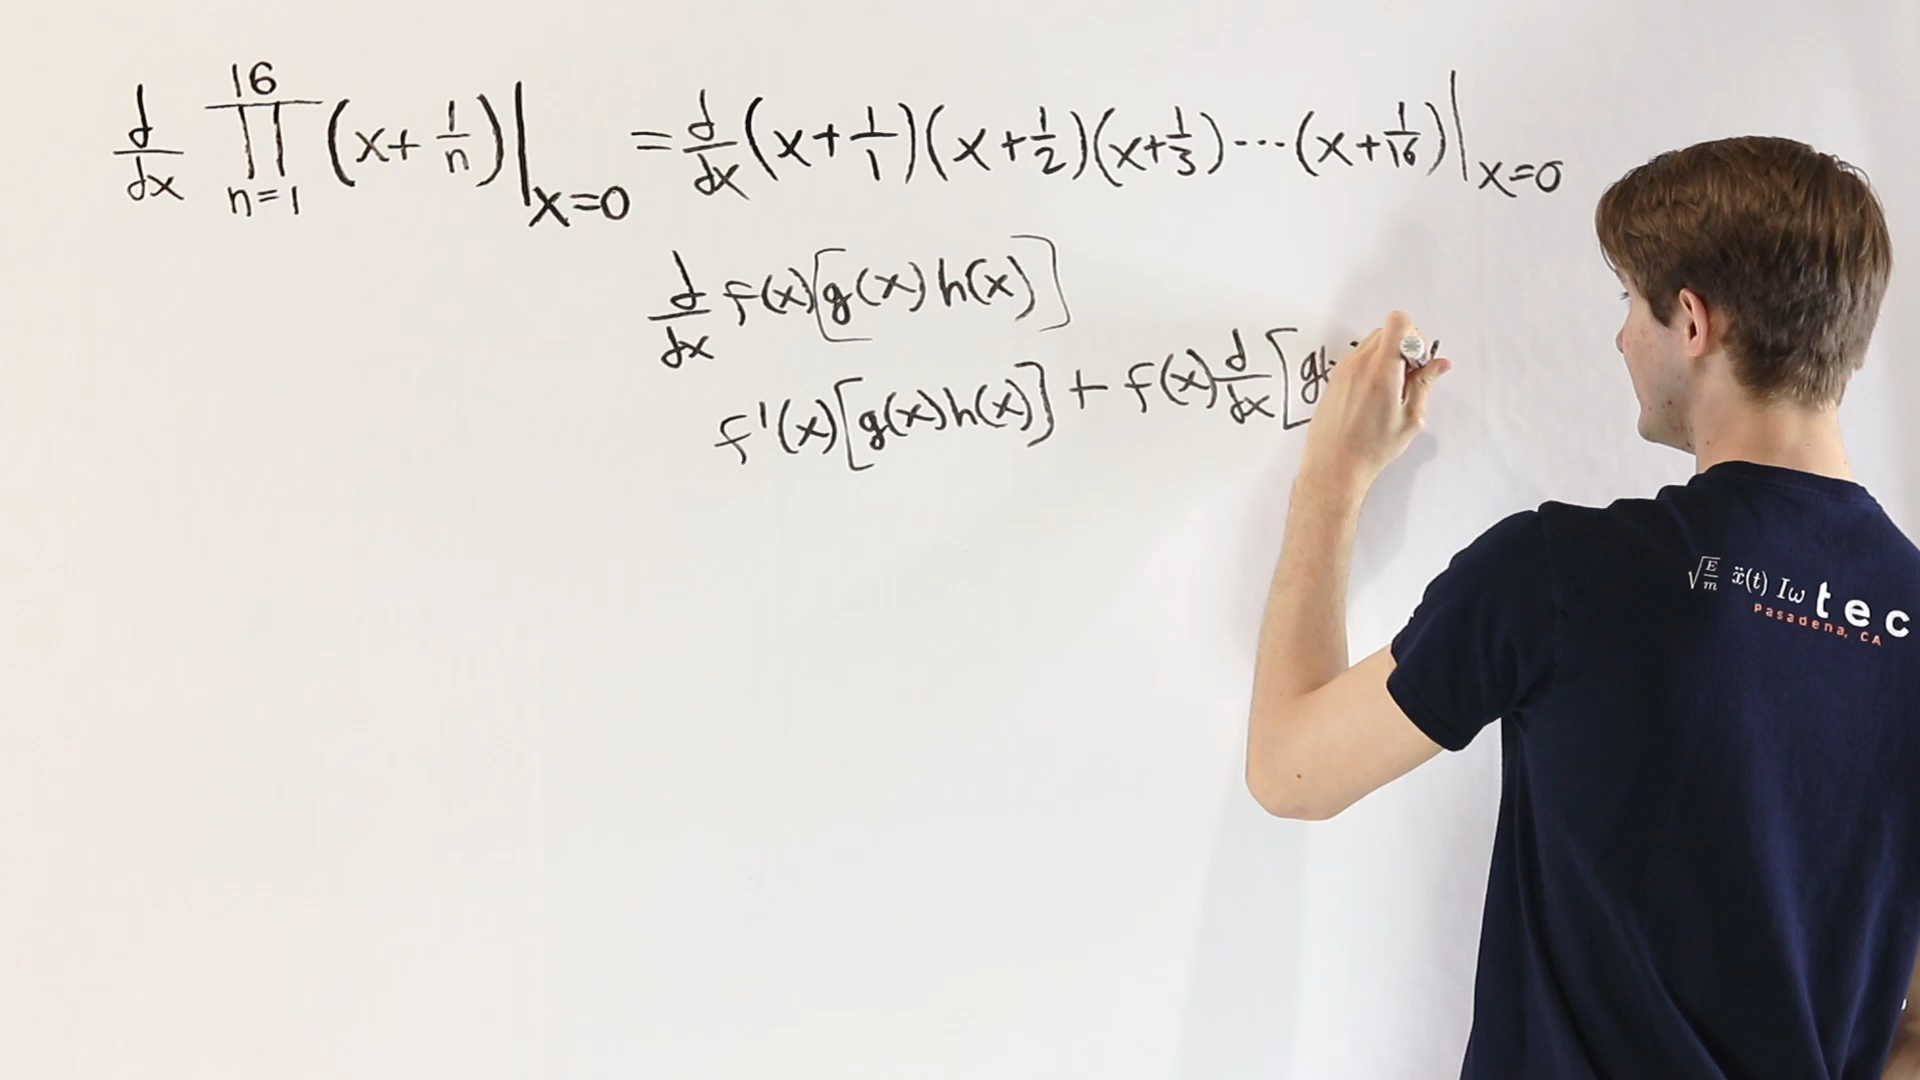 d/dx ∏_{n=1}^{16} (x + 1/n) |_{x=0} = d/dx (x + 1/1)(x + 1/2)(x + 1/3) ··· (x + 1/16) |_{x=0}
d/dx f(x)[g(x) h(x)]
f'(x)[g(x)h(x)] + f(x) d/dx [g(
√(E/m) ẍ(t) Iω tec
Pasadena, CA